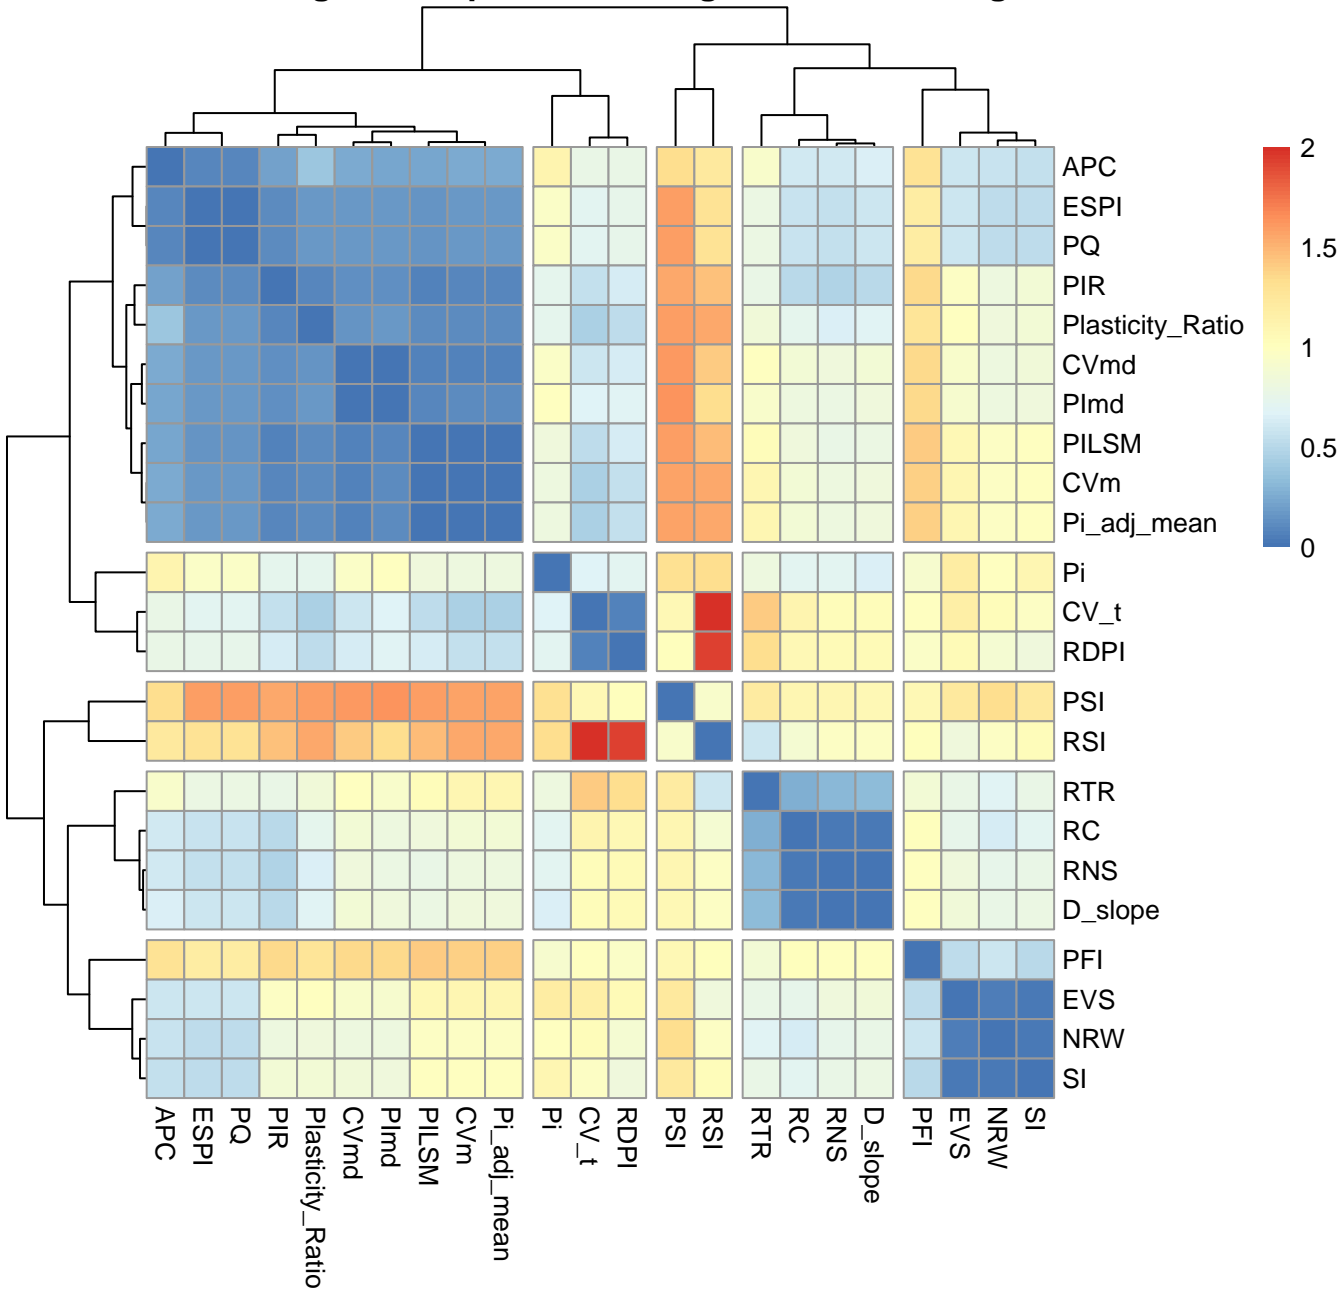 APC
ESPI
PQ
PIR
Plasticity_Ratio
CVmd
PImd
PILSM
CVm
Pi_adj_mean
Pi
CV_t
RDPI
PSI
RSI
RTR
RC
RNS
D_slope
PFI
EVS
NRW
SI
2
1.5
1
0.5
0
APC
ESPI
PQ
PIR
Plasticity_Ratio
CVmd
PImd
PILSM
CVm
Pi_adj_mean
Pi
CV_t
RDPI
PSI
RSI
RTR
RC
RNS
D_slope
PFI
EVS
NRW
SI